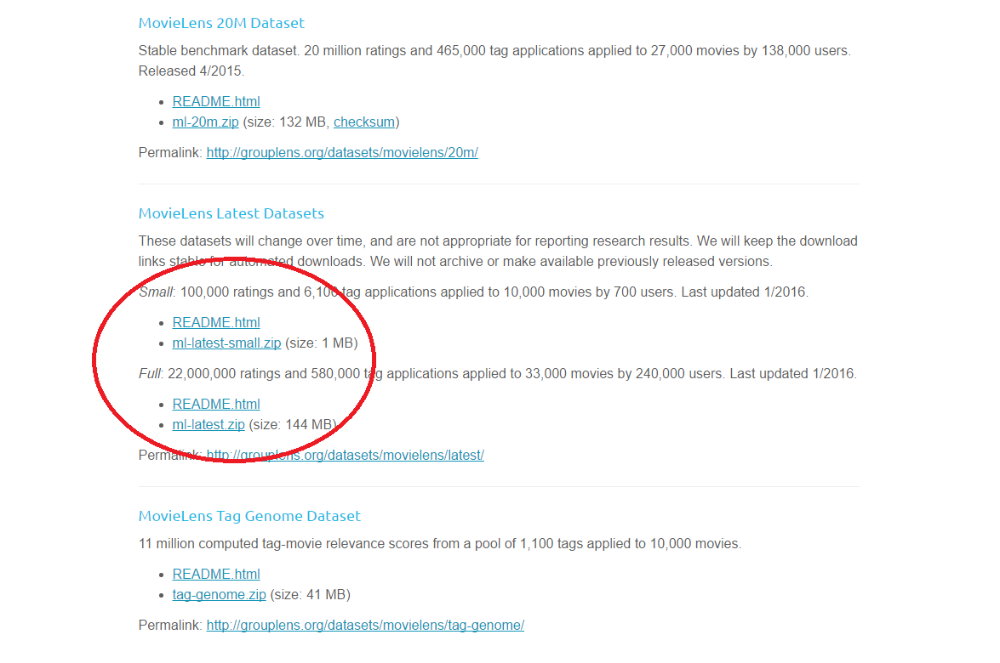 MovieLens 20M Dataset
Stable benchmark dataset. 20 million ratings and 465,000 tag applications applied to 27,000 movies by 138,000 users.
Released 4/2015.
• README.html
• ml-20m.zip (size: 132 MB, checksum)
Permalink: http://grouplens.org/datasets/movielens/20m/
MovieLens Latest Datasets
These datasets will change over time, and are not appropriate for reporting research results. We will keep the download
links stable for automated downloads. We will not archive or make available previously released versions.
Small: 100,000 ratings and 6,100 tag applications applied to 10,000 movies by 700 users. Last updated 1/2016.
• README.html
• ml-latest-small.zip (size: 1 MB)
Full: 22,000,000 ratings and 580,000 tag applications applied to 33,000 movies by 240,000 users. Last updated 1/2016.
• README.html
• ml-latest.zip (size: 144 MB)
Permalink: http://grouplens.org/datasets/movielens/latest/
MovieLens Tag Genome Dataset
11 million computed tag-movie relevance scores from a pool of 1,100 tags applied to 10,000 movies.
• README.html
• tag-genome.zip (size: 41 MB)
Permalink: http://grouplens.org/datasets/movielens/tag-genome/